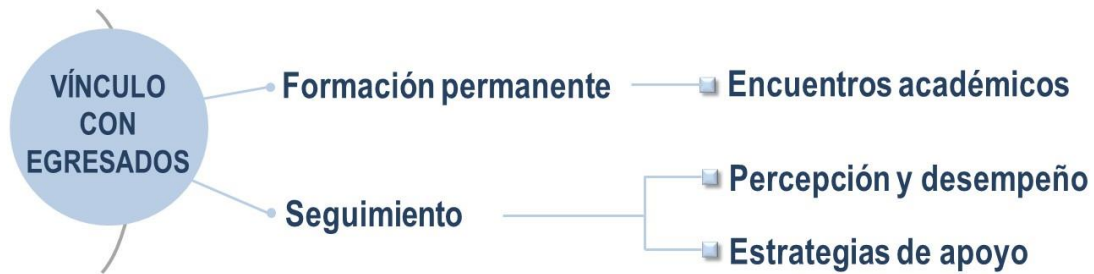 VÍNCULO
CON
EGRESADOS
Formación permanente
Encuentros académicos
Seguimiento
Percepción y desempeño
Estrategias de apoyo